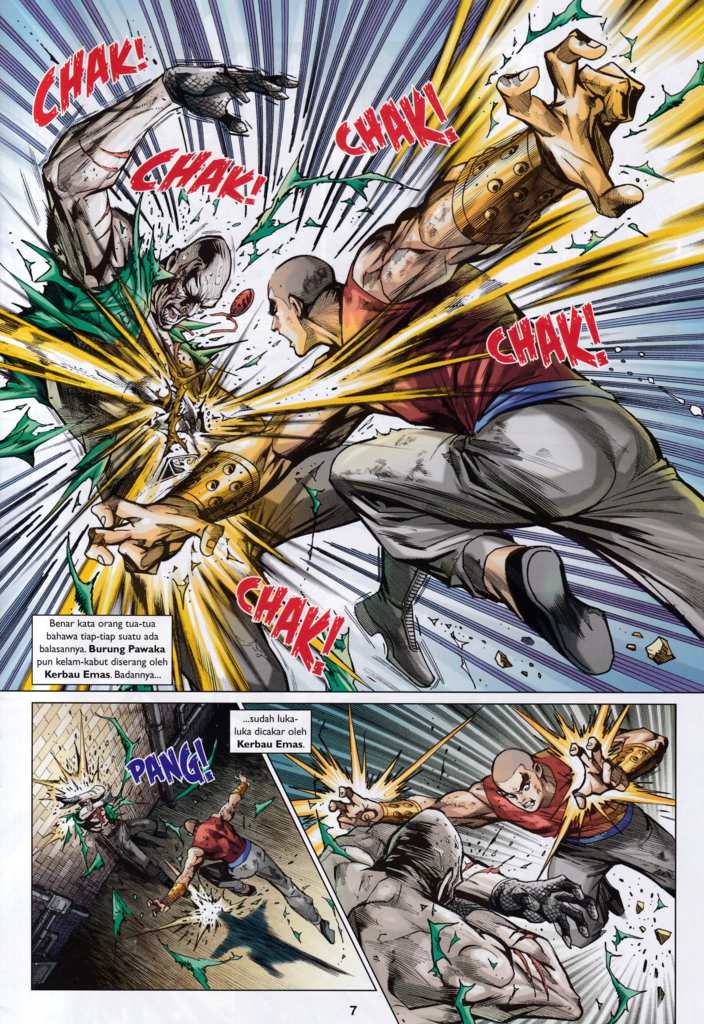 CHAK!
CHAK!
CHAK!
CHAK!
CHAK!
Benar kata orang tua-tua
bahawa tiap-tiap suatu ada
balasannya. Burung Pawaka
pun kelam-kabut diserang oleh
Kerbau Emas. Badannya...
PANG!
...sudah luka-
luka dicakar oleh
Kerbau Emas.
7